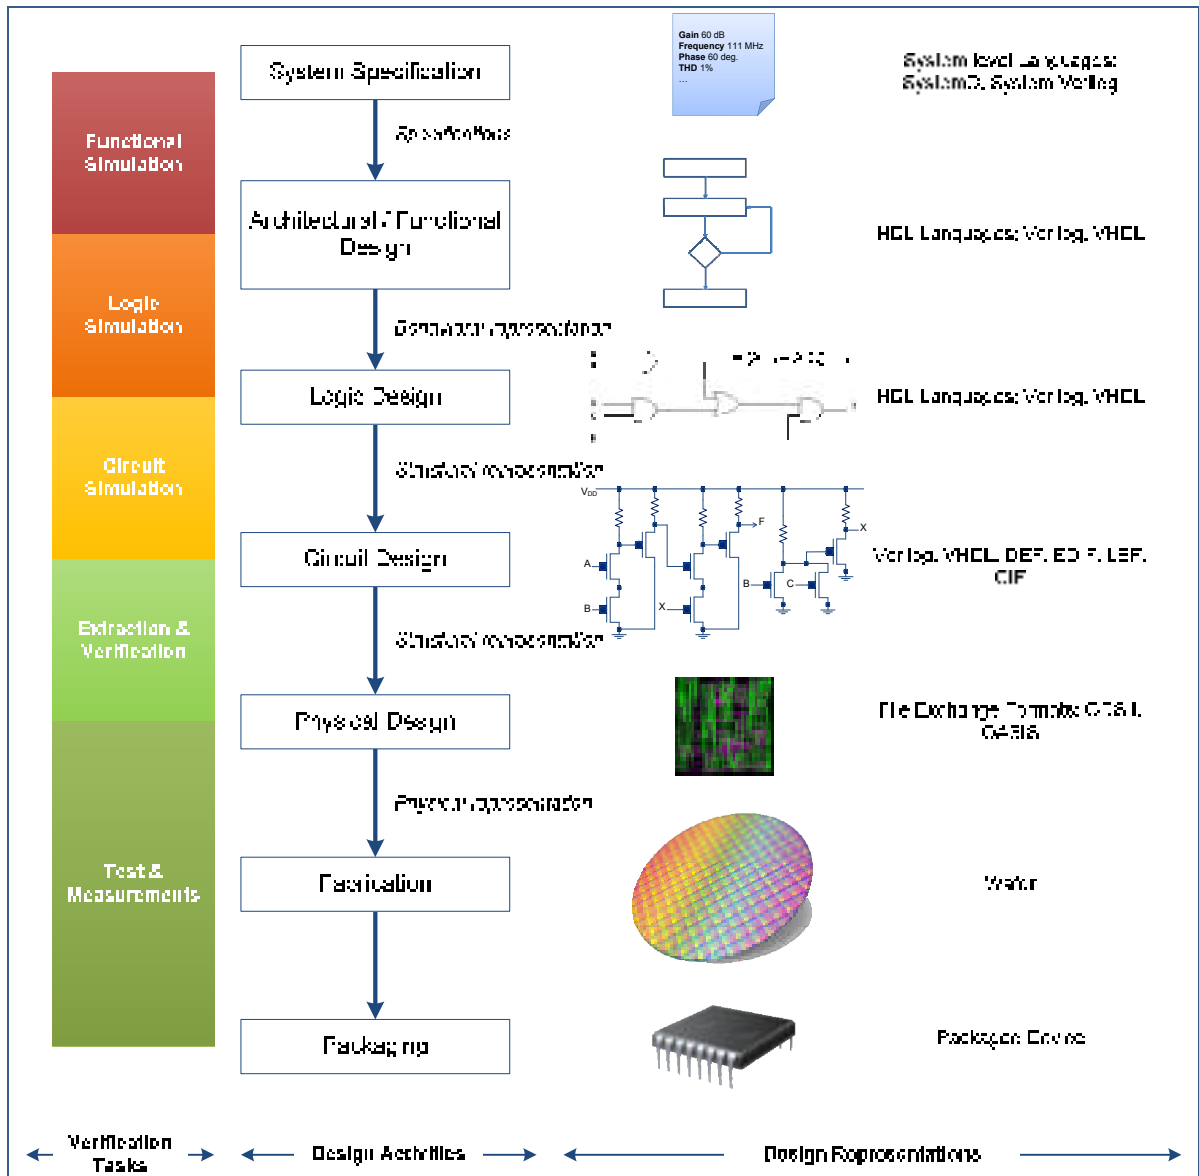 Gain 60 dB
Frequency 111 MHz
Phase 60 deg.
THD 1%
...
System Specification
System level Languages:
SystemC, System Verilog
Specifications
Functional
Simulation
Architectural / Functional
Design
HDL Languages: Verilog, VHDL
Logic
Simulation
Behavioral representation
Logic Design
HDL Languages: Verilog, VHDL
Circuit
Simulation
Structural representation
V_DD
F
X
A
B
X
B
C
Circuit Design
Verilog, VHDL, DEF, EDIF, LEF,
CIF
Extraction &
Verification
Structural representation
Physical Design
File Exchange Formats: GDSII,
OASIS
Physical representation
Test &
Measurements
Fabrication
Wafer
Packaging
Packaged Device
Verification
Tasks
Design Activities
Design Representations